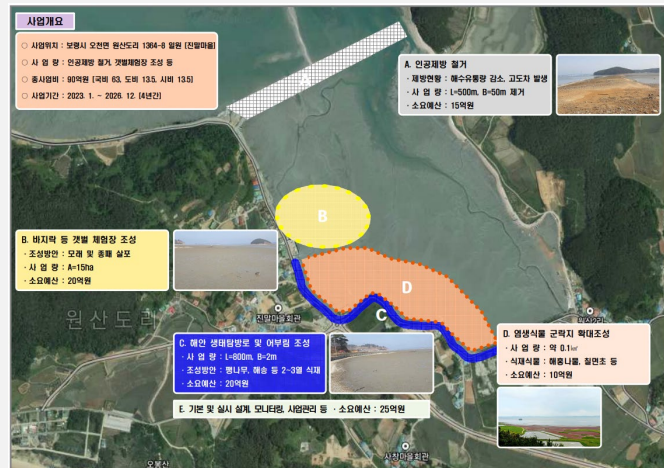 사업개요
○ 사업위치 : 보령시 오천면 원산도리 1364-8 일원 [진말마을]
○ 사 업 량 : 인공제방 철거, 갯벌체험장 조성 등
○ 총사업비 : 90억원 [국비 63, 도비 13.5, 시비 13.5]
○ 사업기간 : 2023. 1. ~ 2026. 12. [4년간]
A
A. 인공제방 철거
· 제방현황 : 해수유통량 감소, 고도차 발생
· 사 업 량 : L=500m, B=50m 제거
· 소요예산 : 15억원
B
B. 바지락 등 갯벌 체험장 조성
· 조성방안 : 모래 및 종패 살포
· 사 업 량 : A=15ha
· 소요예산 : 20억원
D
C
원산도리
진말마을회관
C. 해안 생태탐방로 및 어부림 조성
· 사 업 량 : L=800m, B=2m
· 조성방안 : 팽나무, 해송 등 2~3열 식재
· 소요예산 : 20억원
D. 염생식물 군락지 확대조성
· 사 업 량 : 약 0.1㎢
· 식재식물 : 해홍나물, 칠면초 등
· 소요예산 : 10억원
E. 기본 및 실시 설계, 모니터링, 사업관리 등 · 소요예산 : 25억원
사창마을회관
오봉산